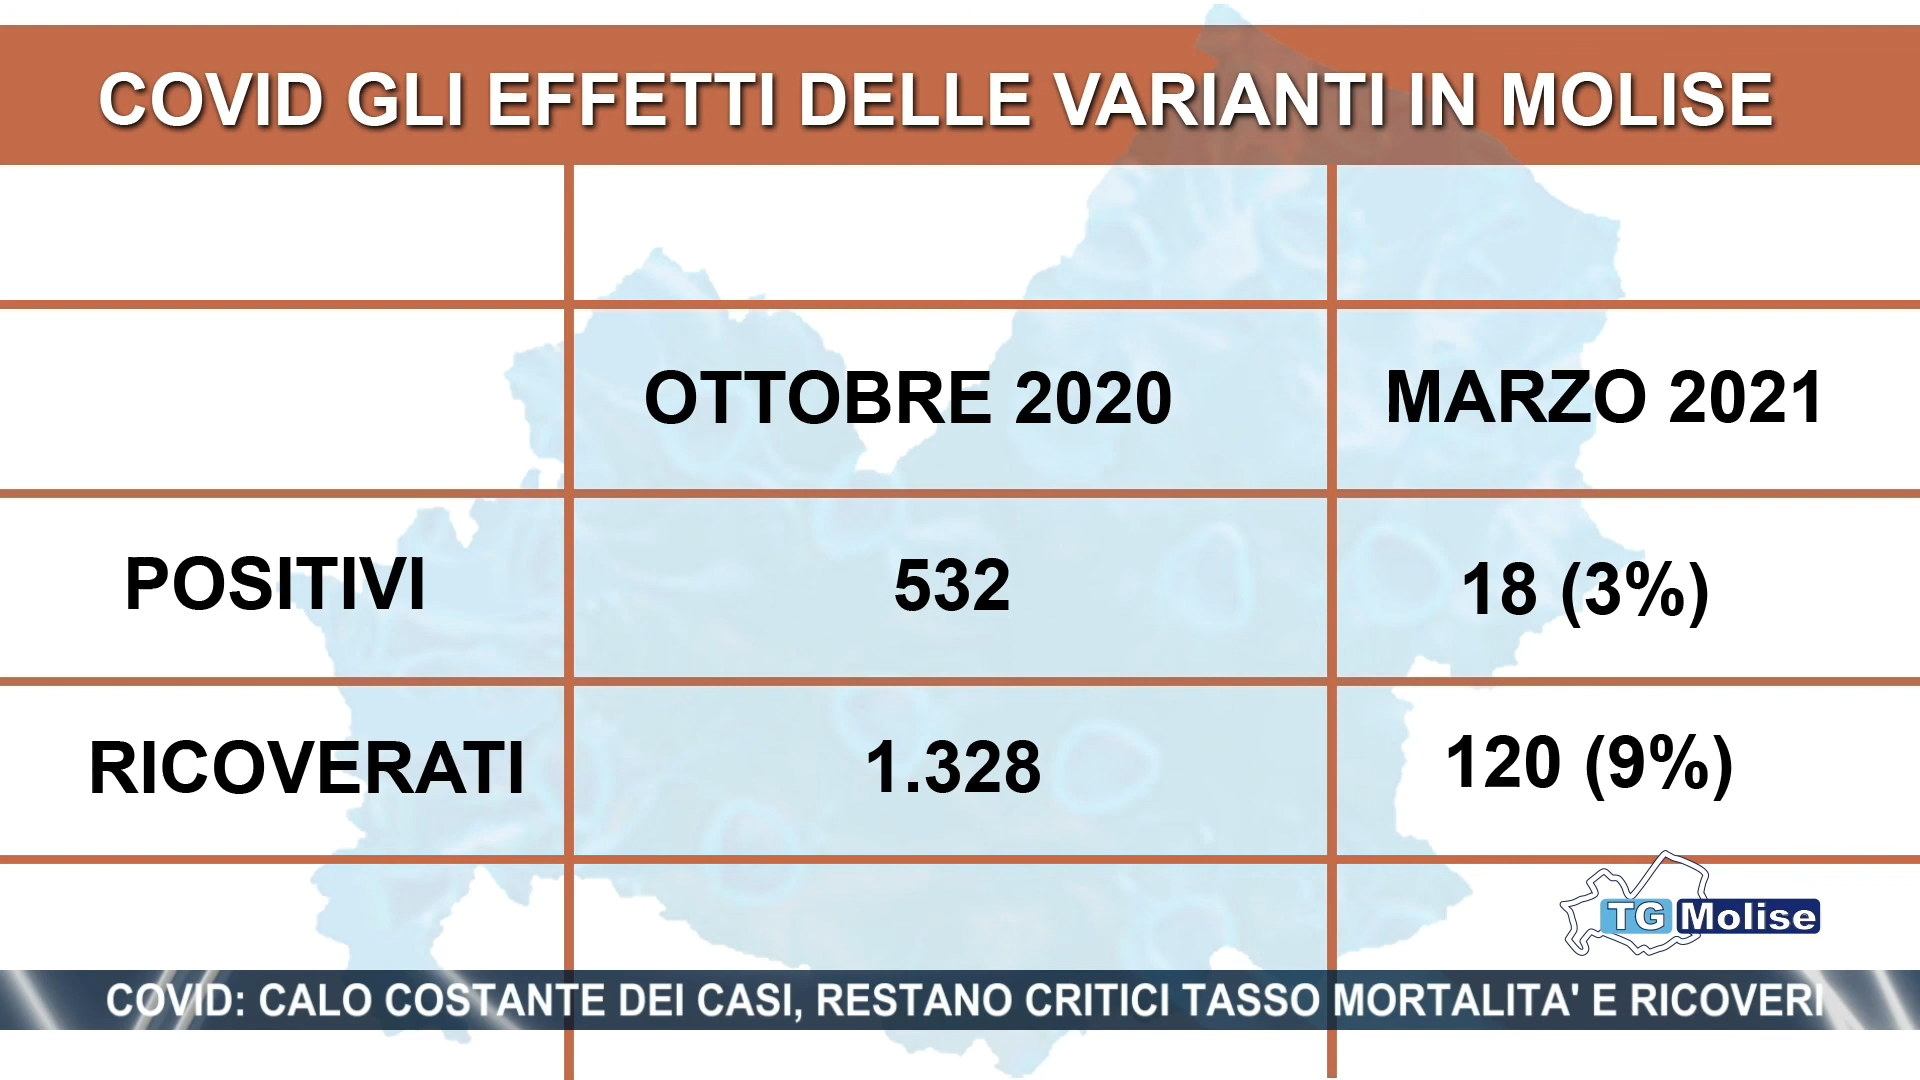 COVID GLI EFFETTI DELLE VARIANTI IN MOLISE
OTTOBRE 2020 MARZO 2021
POSITIVI 532 18 (3%)
RICOVERATI 1.328 120 (9%)
TG Molise
COVID: CALO COSTANTE DEI CASI, RESTANO CRITICI TASSO MORTALITA' E RICOVERI